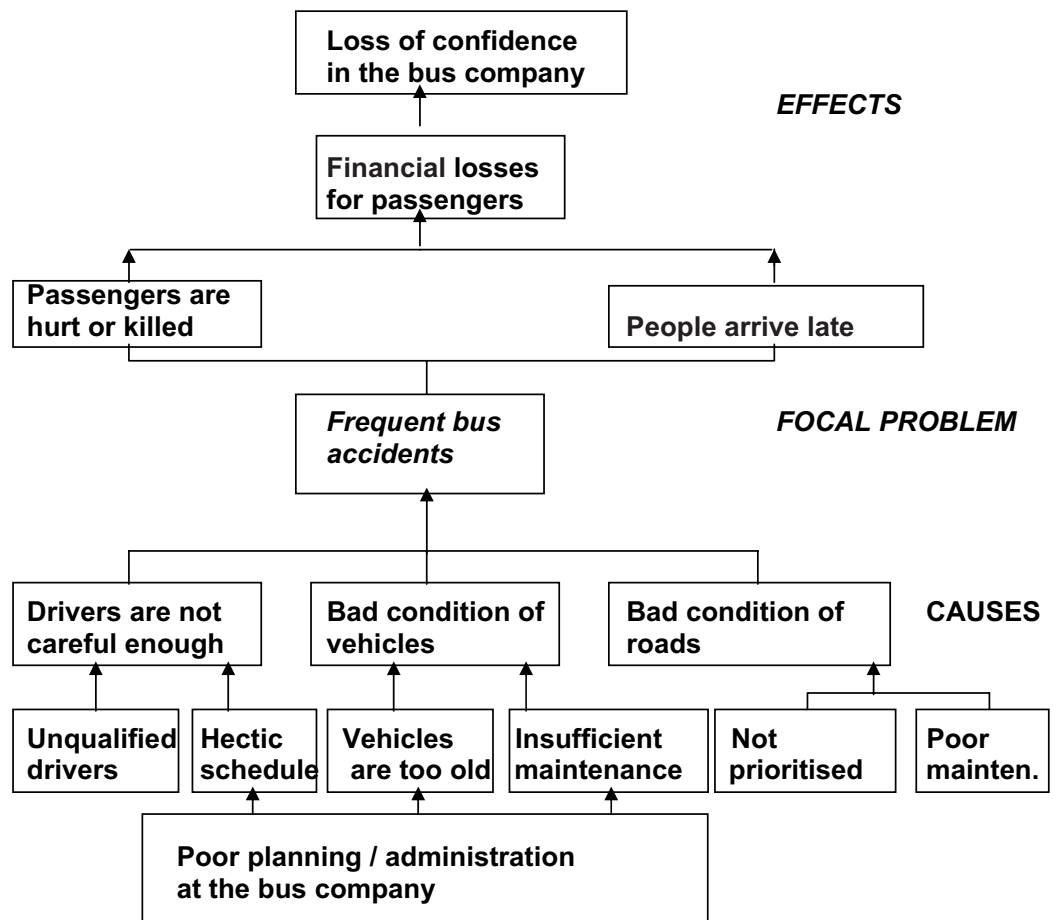 Loss of confidence
in the bus company
EFFECTS
Financial losses
for passengers
Passengers are
hurt or killed
People arrive late
Frequent bus
accidents
FOCAL PROBLEM
Drivers are not
careful enough
Bad condition of
vehicles
Bad condition of
roads
CAUSES
Unqualified
drivers
Hectic
schedule
Vehicles
are too old
Insufficient
maintenance
Not
prioritised
Poor
mainten.
Poor planning / administration
at the bus company